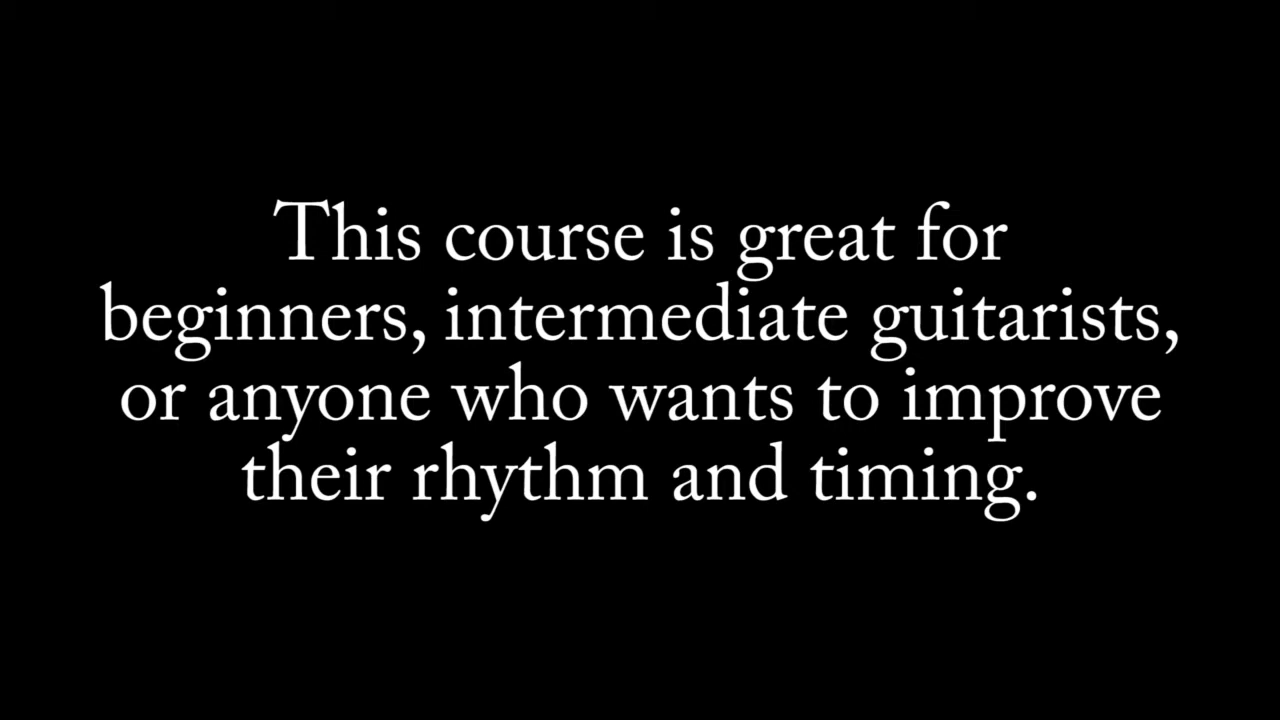 This course is great for
beginners, intermediate guitarists,
or anyone who wants to improve
their rhythm and timing.